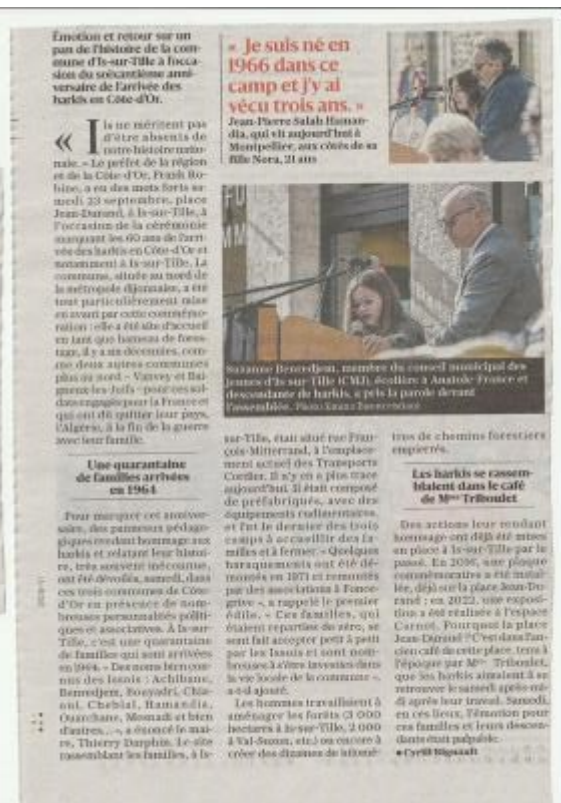 Émotion et retour sur un
pan de l'histoire de la com-
mune d'Is-sur-Tille à l'occa-
sion du soixantième anni-
versaire de l'arrivée des
harkis en Côte-d'Or.
« Ils ne méritent pas
d'être absents de
notre histoire natio-
nale. » Le préfet de la région
et de la Côte-d'Or, Frank Ro-
bine, a eu des mots forts sa-
medi 23 septembre, place
Jean-Durand, à Is-sur-Tille, à
l'occasion de la cérémonie
marquant les 60 ans de l'arri-
vée des harkis en Côte-d'Or et
notamment à Is-sur-Tille. La
commune, située au nord de
la métropole dijonnaise, a été
tout particulièrement mise
en avant par cette commémo-
ration : elle a été site d'accueil
en tant que hameau de fores-
tage, il y a six décennies, com-
me deux autres communes
plus au nord – Vanvey et Bai-
gneux-les-Juifs – pour ces sol-
dats engagés pour la France et
qui ont dû quitter leur pays,
l'Algérie, à la fin de la guerre
avec leur famille.
Une quarantaine
de familles arrivées
en 1964
Pour marquer cet anniver-
saire, des panneaux pédago-
giques rendant hommage aux
harkis et relatant leur histoi-
re, très souvent méconnue,
ont été dévoilés, samedi, dans
ces trois communes de Côte-
d'Or en présence de nom-
breuses personnalités politi-
ques et associatives. À Is-sur-
Tille, c'est une quarantaine
de familles qui sont arrivées
en 1964. « Des noms bien con-
nus des Issois : Achibane,
Benredjem, Bouyadri, Chia-
oui, Chebial, Hamandia,
Ouarchane, Mosnadi et bien
d'autres... », a énoncé le mai-
re, Thierry Darphin. Le site
rassemblant les familles, à Is-
« Je suis né en
1966 dans ce
camp et j'y ai
vécu trois ans. »
Jean-Pierre Salah Haman-
dia, qui vit aujourd'hui à
Montpellier, aux côtés de sa
fille Nora, 21 ans
Suzanne Benredjem, membre du conseil municipal des
jeunes d'Is-sur-Tille (CMJ), écolière à Anatole-France et
descendante de harkis, a pris la parole devant
l'assemblée.
sur-Tille, était situé rue Fran-
çois-Mitterrand, à l'emplace-
ment actuel des Transports
Cordier. Il n'y en a plus trace
aujourd'hui. Il était composé
de préfabriqués, avec des
équipements rudimentaires,
et fut le dernier des trois
camps à accueillir des fa-
milles et à fermer. « Quelques
baraquements ont été dé-
montés en 1971 et remontés
par des associations à Fonce-
grive », a rappelé le premier
édile. « Ces familles, qui
étaient reparties de zéro, se
sont fait accepter petit à petit
par les Issois et sont nom-
breuses à s'être investies dans
la vie locale de la commune »,
a-t-il ajouté.
Les hommes travaillaient à
aménager les forêts (3 000
hectares à Is-sur-Tille, 2 000
à Val-Suzon, etc.) ou encore à
créer des dizaines de kilomè-
tres de chemins forestiers
empierrés.
Les harkis se rassem-
blaient dans le café
de Mme Triboulet
Des actions leur rendant
hommage ont déjà été mises
en place à Is-sur-Tille par le
passé. En 2016, une plaque
commémorative a été instal-
lée, déjà sur la place Jean-Du-
rand ; en 2022, une exposi-
tion a été réalisée à l'espace
Carnot. Pourquoi la place
Jean-Durand ? C'est dans l'an-
cien café de cette place, tenu à
l'époque par Mme Triboulet,
que les harkis aimaient à se
retrouver le samedi après-mi-
di après leur travail. Samedi,
en ces lieux, l'émotion pour
ces familles et leurs descen-
dants était palpable.
• Cyrill Bignault